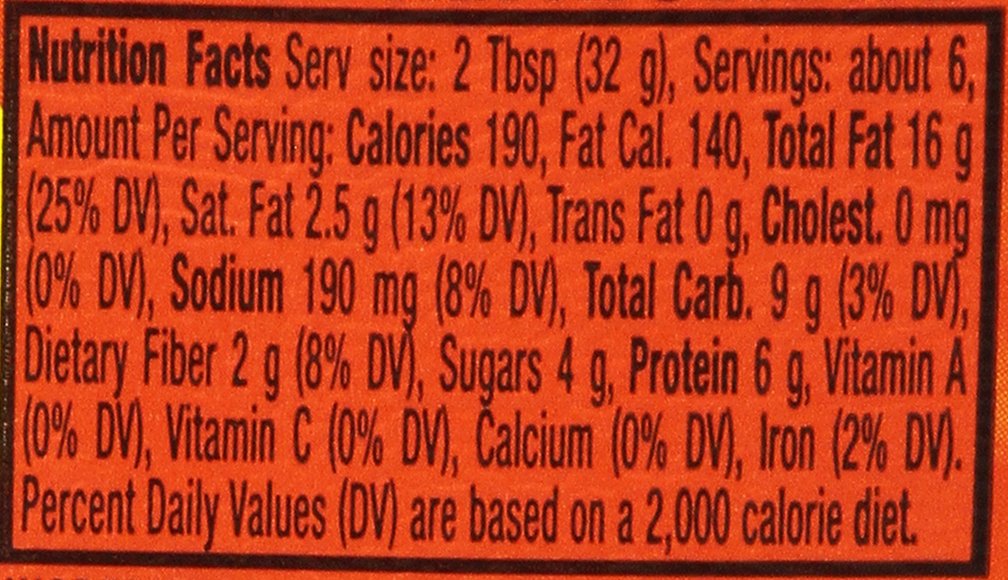 Nutrition Facts Serv size: 2 Tbsp (32 g), Servings: about 6,
Amount Per Serving: Calories 190, Fat Cal. 140, Total Fat 16 g
(25% DV), Sat. Fat 2.5 g (13% DV), Trans Fat 0 g, Cholest. 0 mg
(0% DV), Sodium 190 mg (8% DV), Total Carb. 9 g (3% DV),
Dietary Fiber 2 g (8% DV), Sugars 4 g, Protein 6 g, Vitamin A
(0% DV), Vitamin C (0% DV), Calcium (0% DV), Iron (2% DV).
Percent Daily Values (DV) are based on a 2,000 calorie diet.